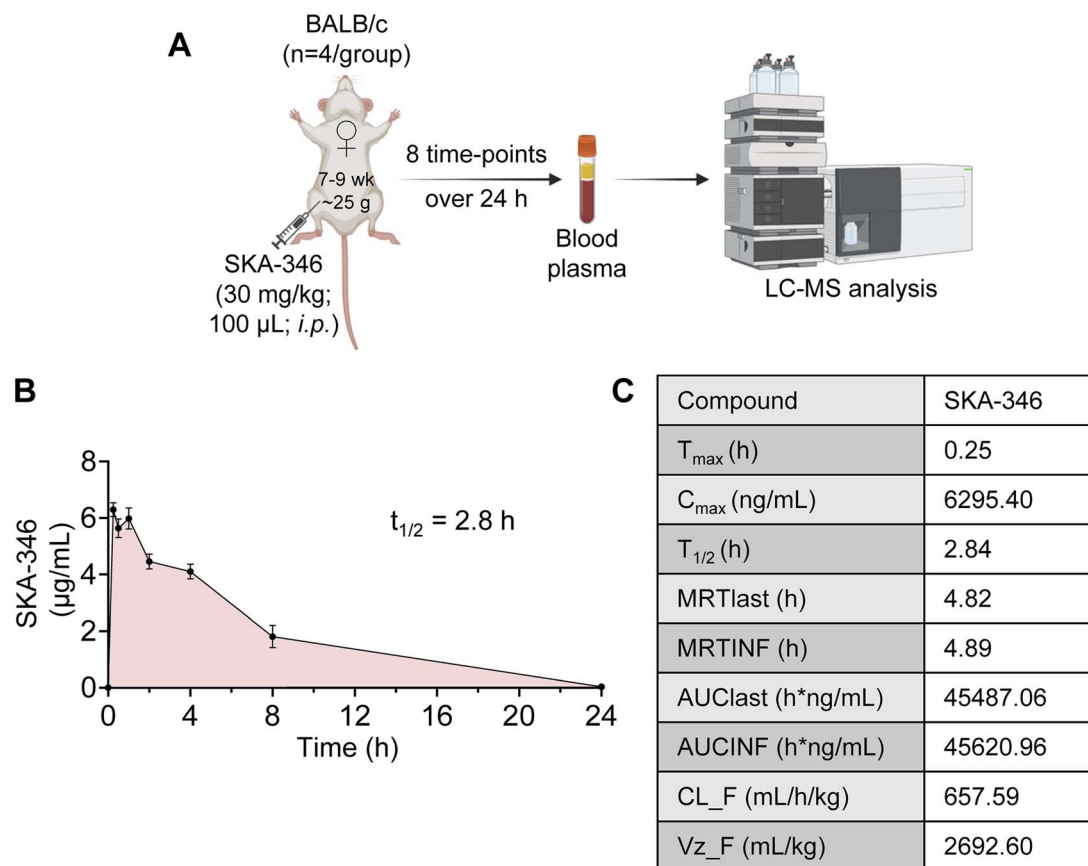 A
BALB/c
(n=4/group)
♀
7-9 wk
~25 g
SKA-346
(30 mg/kg;
100 µL; i.p.)
8 time-points
over 24 h
Blood
plasma
LC-MS analysis
B
SKA-346
(µg/mL)
8
6
4
2
0
t1/2 = 2.8 h
0 4 8 12 16 20 24
Time (h)
C
Compound SKA-346
Tmax (h) 0.25
Cmax (ng/mL) 6295.40
T1/2 (h) 2.84
MRTlast (h) 4.82
MRTINF (h) 4.89
AUClast (h*ng/mL) 45487.06
AUCINF (h*ng/mL) 45620.96
CL_F (mL/h/kg) 657.59
Vz_F (mL/kg) 2692.60